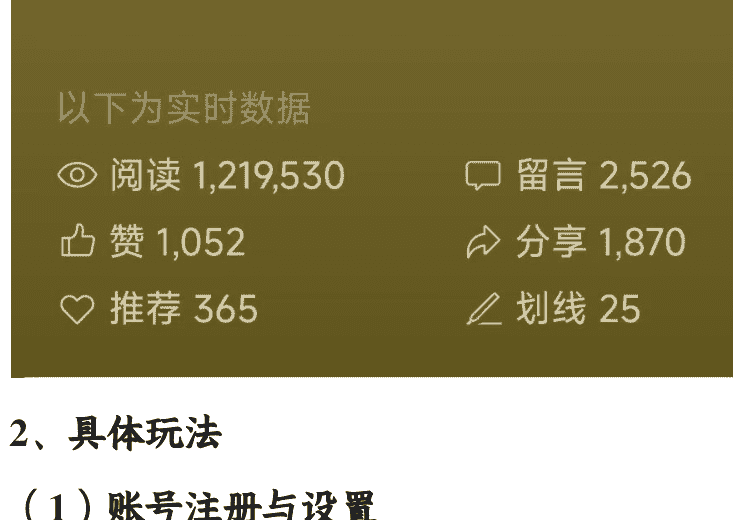 以下为实时数据
阅读 1,219,530 留言 2,526
赞 1,052 分享 1,870
推荐 365 划线 25
2、具体玩法
（1）账号注册与设置